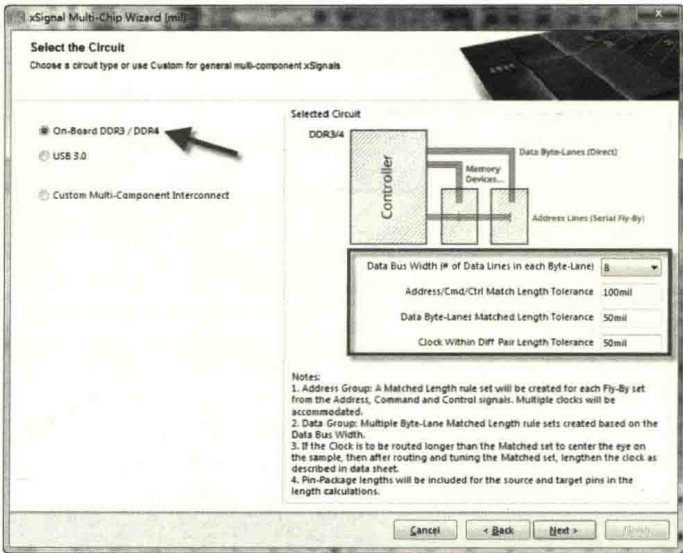 xSignal Multi-Chip Wizard [mil]
Select the Circuit
Choose a circuit type or use Custom for general multi-component xSignals
On-Board DDR3 / DDR4
USB 3.0
Custom Multi-Component Interconnect
Selected Circuit
DDR3/4
Controller
Memory
Devices...
Data Byte-Lanes (Direct)
Address Lines (Serial Fly-By)
Data Bus Width (# of Data Lines in each Byte-Lane) 8
Address/Cmd/Ctrl Match Length Tolerance 100mil
Data Byte-Lanes Matched Length Tolerance 50mil
Clock Within Diff Pair Length Tolerance 50mil
Notes:
1. Address Group: A Matched Length rule set will be created for each Fly-By set
from the Address, Command and Control signals. Multiple clocks will be
accommodated.
2. Data Group: Multiple Byte-Lane Matched Length rule sets created based on the
Data Bus Width.
3. If the Clock is to be routed longer than the Matched set to center the eye on
the sample, then after routing and tuning the Matched set, lengthen the clock as
described in data sheet.
4. Pin-Package lengths will be included for the source and target pins in the
length calculations.
Cancel < Back Next > Finish